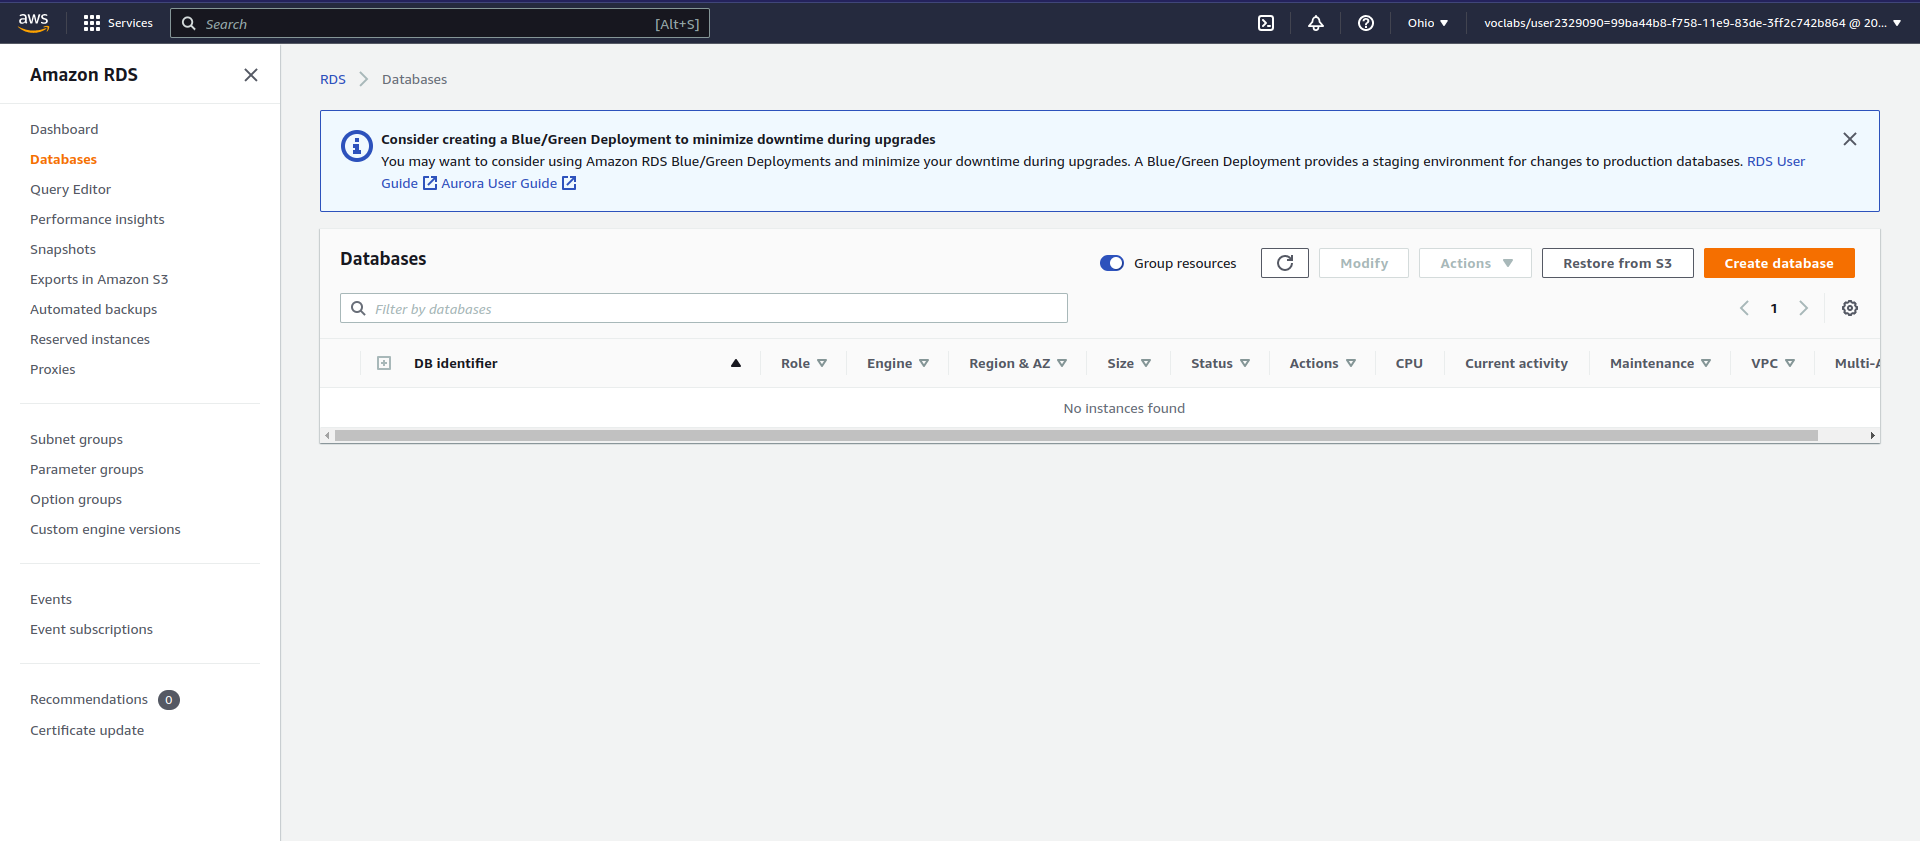 aws
Services
Search
[Alt+S]
Ohio
voclabs/user2329090=99ba44b8-f758-11e9-83de-3ff2c742b864 @ 20...
Amazon RDS
Dashboard
Databases
Query Editor
Performance insights
Snapshots
Exports in Amazon S3
Automated backups
Reserved instances
Proxies
Subnet groups
Parameter groups
Option groups
Custom engine versions
Events
Event subscriptions
Recommendations 0
Certificate update
RDS Databases
Consider creating a Blue/Green Deployment to minimize downtime during upgrades
You may want to consider using Amazon RDS Blue/Green Deployments and minimize your downtime during upgrades. A Blue/Green Deployment provides a staging environment for changes to production databases. RDS User
Guide Aurora User Guide
Databases
Group resources
Modify
Actions
Restore from S3
Create database
Filter by databases
1
DB identifier Role Engine Region & AZ Size Status Actions CPU Current activity Maintenance VPC Multi-A
No instances found